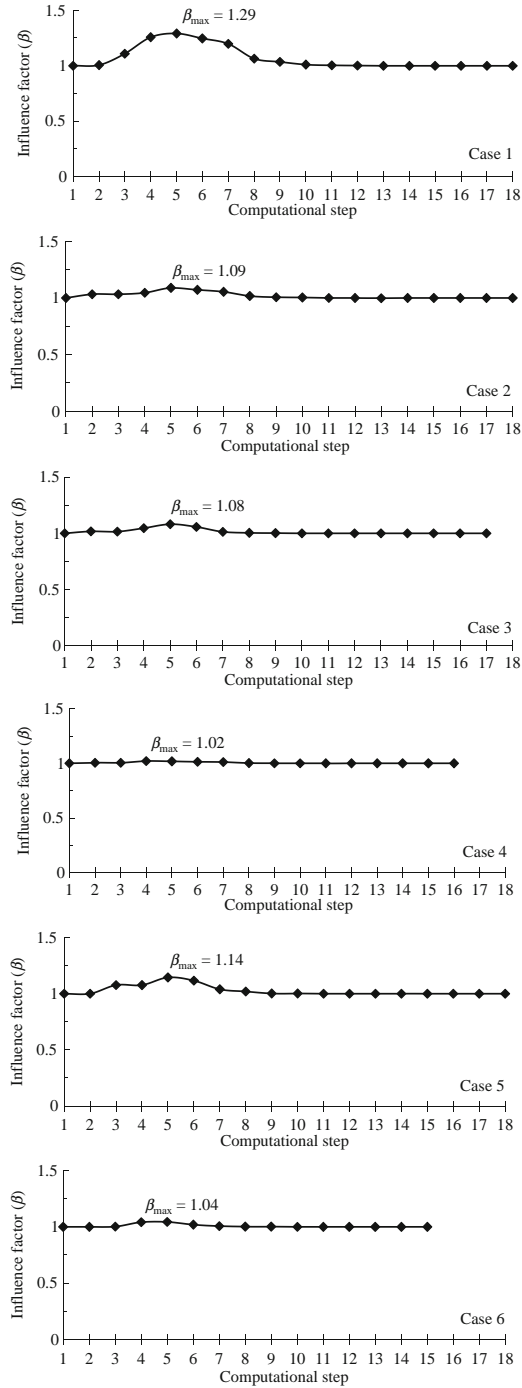 1.5
βmax = 1.29
1
0.5
0
Influence factor (β)
Case 1
1 2 3 4 5 6 7 8 9 10 11 12 13 14 15 16 17 18
Computational step
1.5
βmax = 1.09
1
0.5
0
Influence factor (β)
Case 2
1 2 3 4 5 6 7 8 9 10 11 12 13 14 15 16 17 18
Computational step
1.5
βmax = 1.08
1
0.5
0
Influence factor (β)
Case 3
1 2 3 4 5 6 7 8 9 10 11 12 13 14 15 16 17 18
Computational step
1.5
βmax = 1.02
1
0.5
0
Influence factor (β)
Case 4
1 2 3 4 5 6 7 8 9 10 11 12 13 14 15 16 17 18
Computational step
1.5
βmax = 1.14
1
0.5
0
Influence factor (β)
Case 5
1 2 3 4 5 6 7 8 9 10 11 12 13 14 15 16 17 18
Computational step
1.5
βmax = 1.04
1
0.5
0
Influence factor (β)
Case 6
1 2 3 4 5 6 7 8 9 10 11 12 13 14 15 16 17 18
Computational step